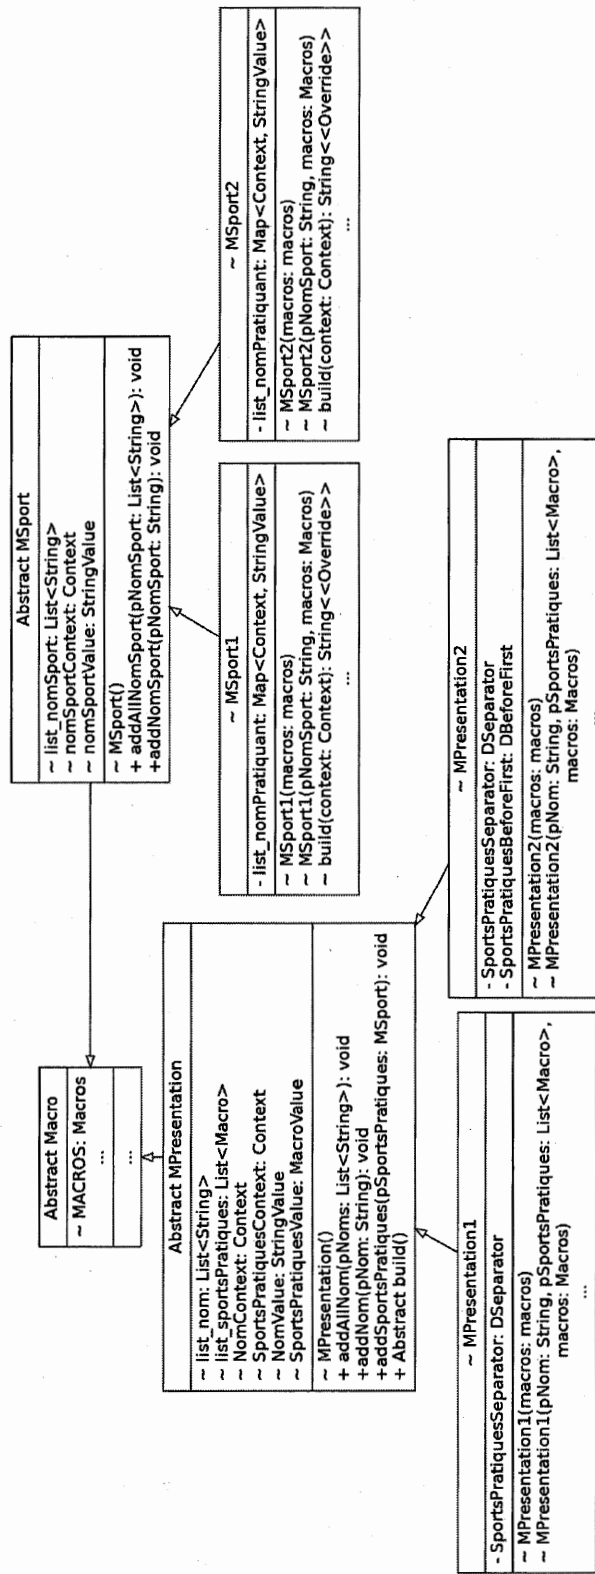 Abstract Macro
~ MACROS: Macros
...
...
Abstract MSport
~ list_nomSport: List<String>
~ nomSportContext: Context
~ nomSportValue: StringValue
~ MSport()
+ addAllNomSport(pNomSport: List<String>): void
+addNomSport(pNomSport: String): void
Abstract MPresentation
~ list_nom: List<String>
~ list_sportsPratiques: List<Macro>
~ NomContext: Context
~ SportsPratiquesContext: Context
~ NomValue: StringValue
~ SportsPratiquesValue: MacroValue
~ MPresentation()
+ addAllNom(pNoms: List<String>): void
+addNom(pNom: String): void
+addSportsPratiques(pSportsPratiques: MSport): void
+ Abstract build()
~ MSport1
- list_nomPratiquant: Map<Context, StringValue>
~ MSport1(macros: macros)
~ MSport1(pNomSport: String, macros: Macros)
~ build(context: Context): String<<Override>>
...
~ MSport2
- list_nomPratiquant: Map<Context, StringValue>
~ MSport2(macros: macros)
~ MSport2(pNomSport: String, macros: Macros)
~ build(context: Context): String<<Override>>
...
~ MPresentation1
- SportsPratiquesSeparator: DSeparator
~ MPresentation1(macros: macros)
~ MPresentation1(pNom: String, pSportsPratiques: List<Macro>,
macros: Macros)
...
~ MPresentation2
- SportsPratiquesSeparator: DSeparator
- SportsPratiquesBeforeFirst: DBeforeFirst
~ MPresentation2(macros: macros)
~ MPresentation2(pNom: String, pSportsPratiques: List<Macro>,
macros: Macros)
...